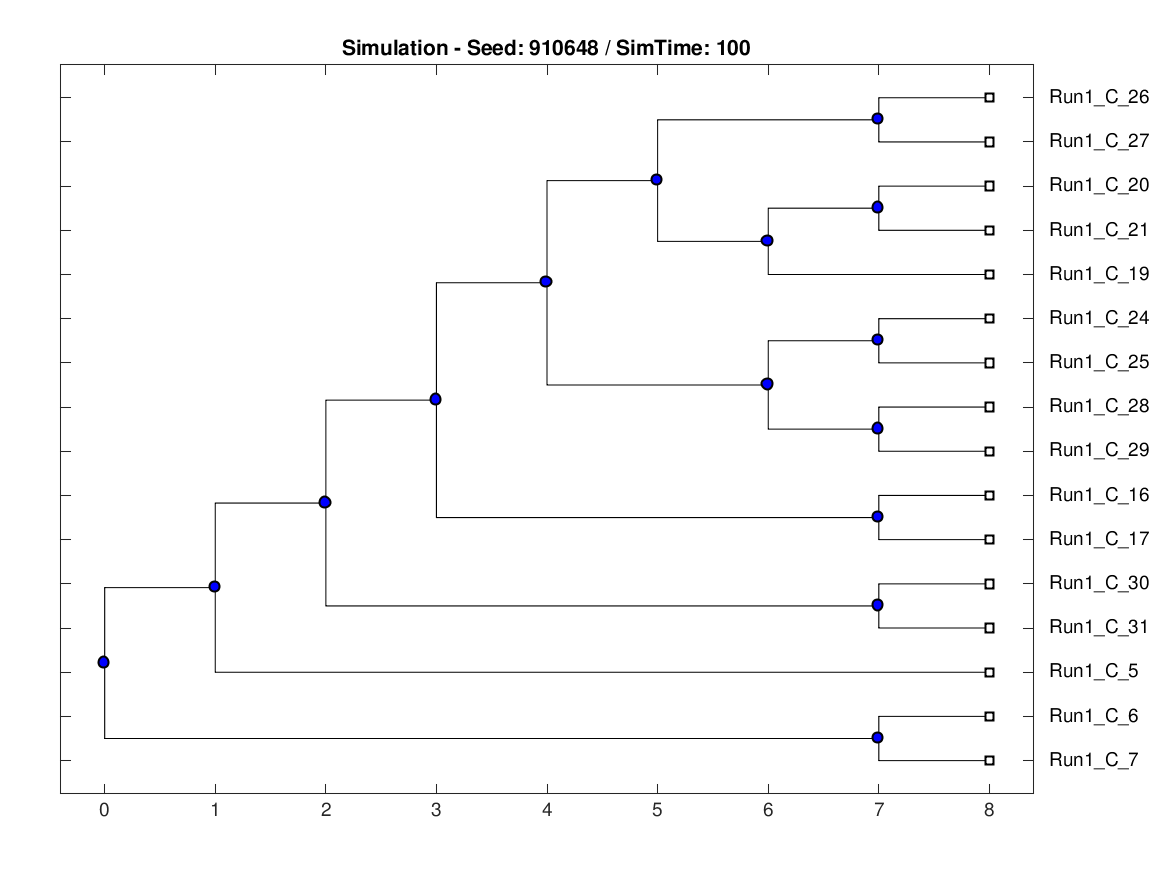 Simulation - Seed: 910648 / SimTime: 100
Run1_C_26
Run1_C_27
Run1_C_20
Run1_C_21
Run1_C_19
Run1_C_24
Run1_C_25
Run1_C_28
Run1_C_29
Run1_C_16
Run1_C_17
Run1_C_30
Run1_C_31
Run1_C_5
Run1_C_6
Run1_C_7
0 1 2 3 4 5 6 7 8